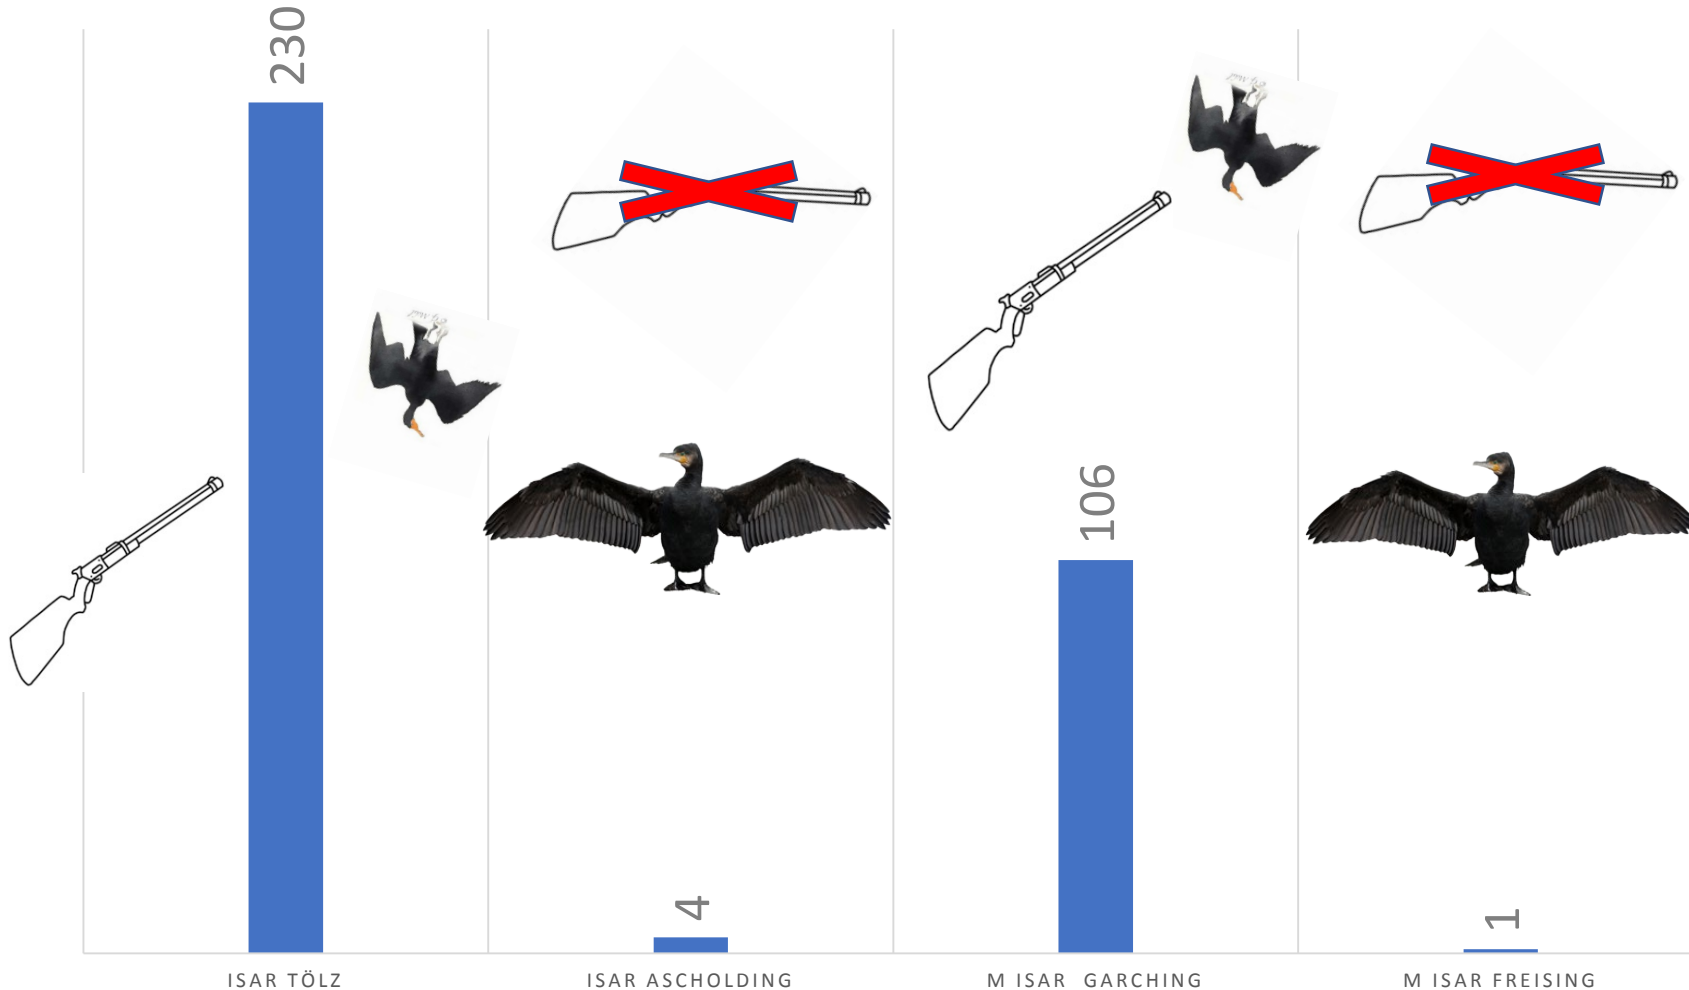 230
4
106
1
ISAR TÖLZ
ISAR ASCHOLDING
M ISAR GARCHING
M ISAR FREISING